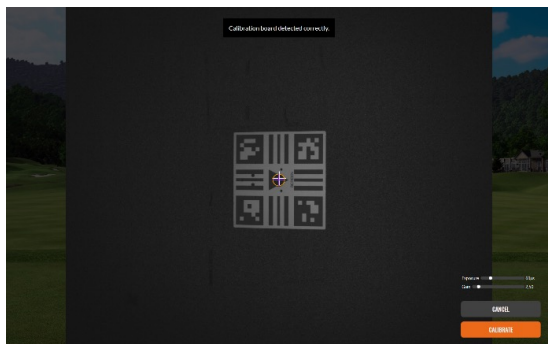 Calibration board detected correctly.
Exposure
Gain
CANCEL
CALIBRATE